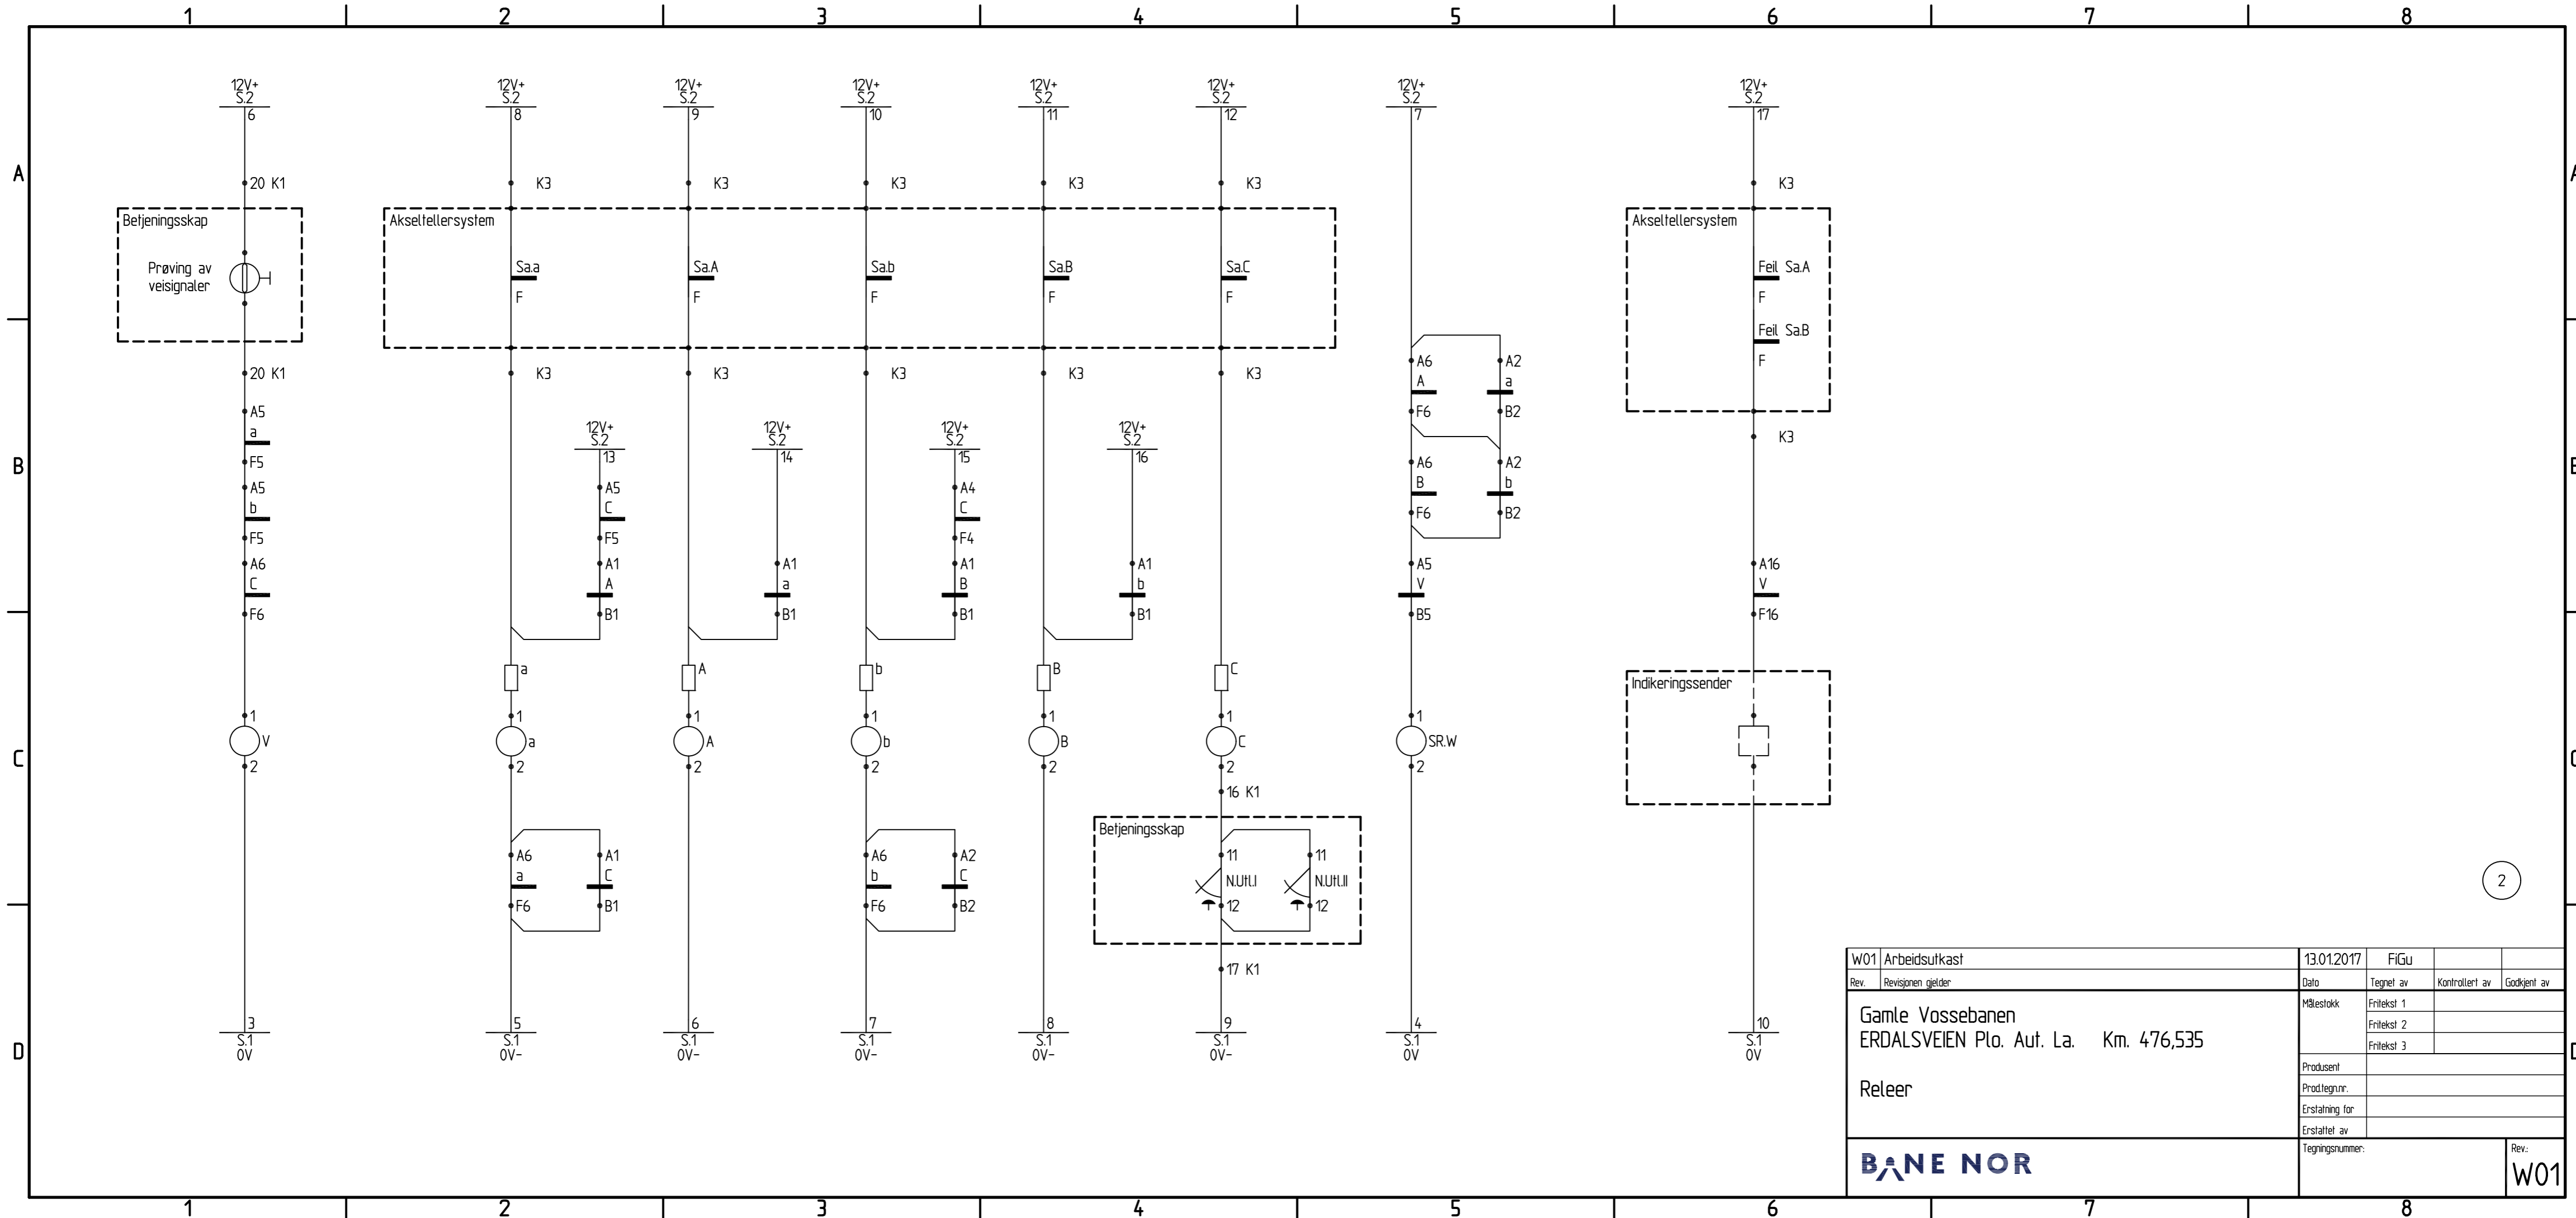 1 2 3 4 5 6 7 8
12V+ 12V+ 12V+ 12V+ 12V+ 12V+ 12V+ 12V+
S.2 S.2 S.2 S.2 S.2 S.2 S.2 S.2
6 8 9 10 11 12 7 17
A A
20 K1 K3 K3 K3 K3 K3 K3
Betjeningsskap Akseltellersystem Akseltellersystem
Prøving av
veisignaler
Sa.a Sa.A Sa.b Sa.B Sa.C Feil Sa.A
F F F F F F
Feil Sa.B
F
20 K1 K3 K3 K3 K3 K3
A6 A2
A a
F6 B2
A5
a
F5
12V+ 12V+ 12V+ 12V+
S.2 S.2 S.2 S.2
13 14 15 16
K3
B
A5 A5 A4 A6 A2
b C C B b
F5 F5 F4 F6 B2
A6 A1 A1 A1 A1 A5 A16
C A a B b V V
F6 B1 B1 B1 B1 B5 F16
a A b B C
Indikeringssender
1 1 1 1 1 1 1
V a A b B C SR.W
2 2 2 2 2 2 2
C
16 K1
Betjeningsskap
A6 A1 A6 A2 11 11
a C b C N.Utl.I N.Utl.II
F6 B1 F6 B2 12 12
2
17 K1
3 5 6 7 8 9 4 10
S.1 S.1 S.1 S.1 S.1 S.1 S.1 S.1
0V 0V- 0V- 0V- 0V- 0V- 0V 0V
D
W01 Arbeidsutkast 13.01.2017 FiGu
Rev. Revisjonen gjelder Dato Tegnet av Kontrollert av Godkjent av
Gamle Vossebanen
ERDALSVEIEN Plo. Aut. La. Km. 476,535
Releer
Målestokk Fritekst 1
Fritekst 2
Fritekst 3
Produsent
Prod.tegn.nr.
Erstatning for
Erstattet av
BANE NOR
Tegningsnummer: Rev.:
W01
1 2 3 4 5 6 7 8